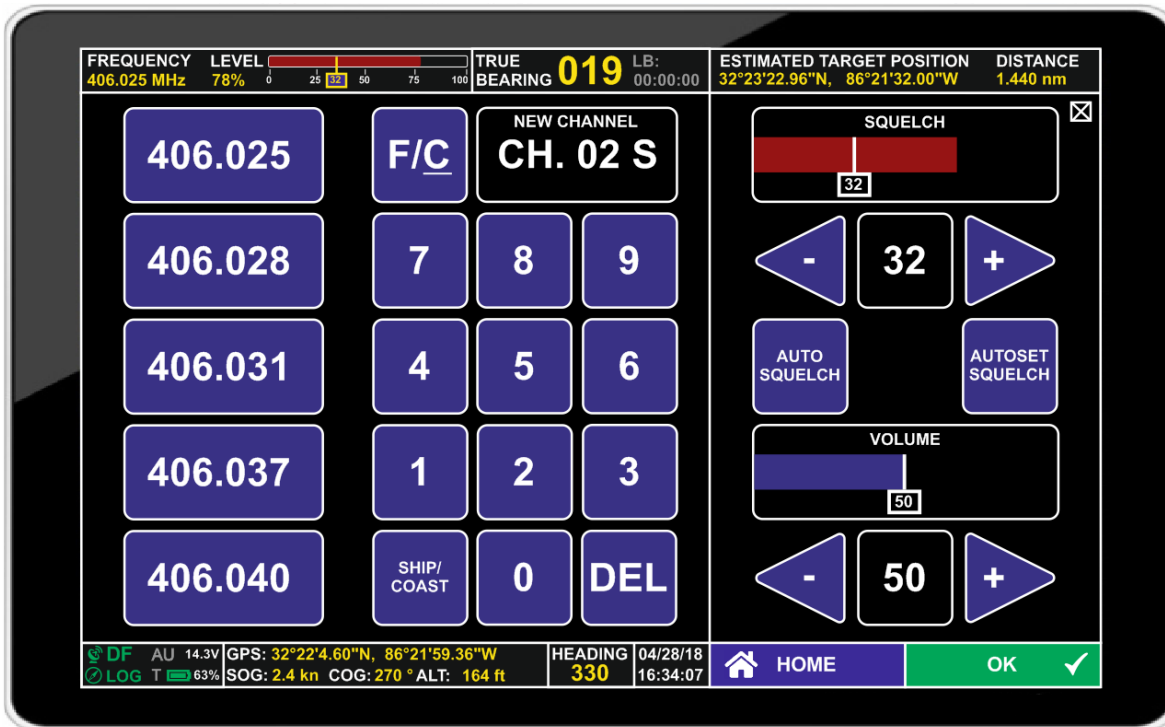 FREQUENCY LEVEL
406.025 MHz 78% 0 25 32 50 75 100
TRUE
BEARING 019 LB:
00:00:00
ESTIMATED TARGET POSITION DISTANCE
32°23'22.96"N, 86°21'32.00"W 1.440 nm
406.025 F/C
NEW CHANNEL
CH. 02 S
406.028 7 8 9
406.031 4 5 6
406.037 1 2 3
406.040 SHIP/
COAST 0 DEL
SQUELCH
32
- 32 +
AUTO
SQUELCH
AUTOSET
SQUELCH
VOLUME
50
- 50 +
DF AU 14.3V
LOG T 63%
GPS: 32°22'4.60"N, 86°21'59.36"W
SOG: 2.4 kn COG: 270 ° ALT: 164 ft
HEADING
330
04/28/18
16:34:07
HOME OK